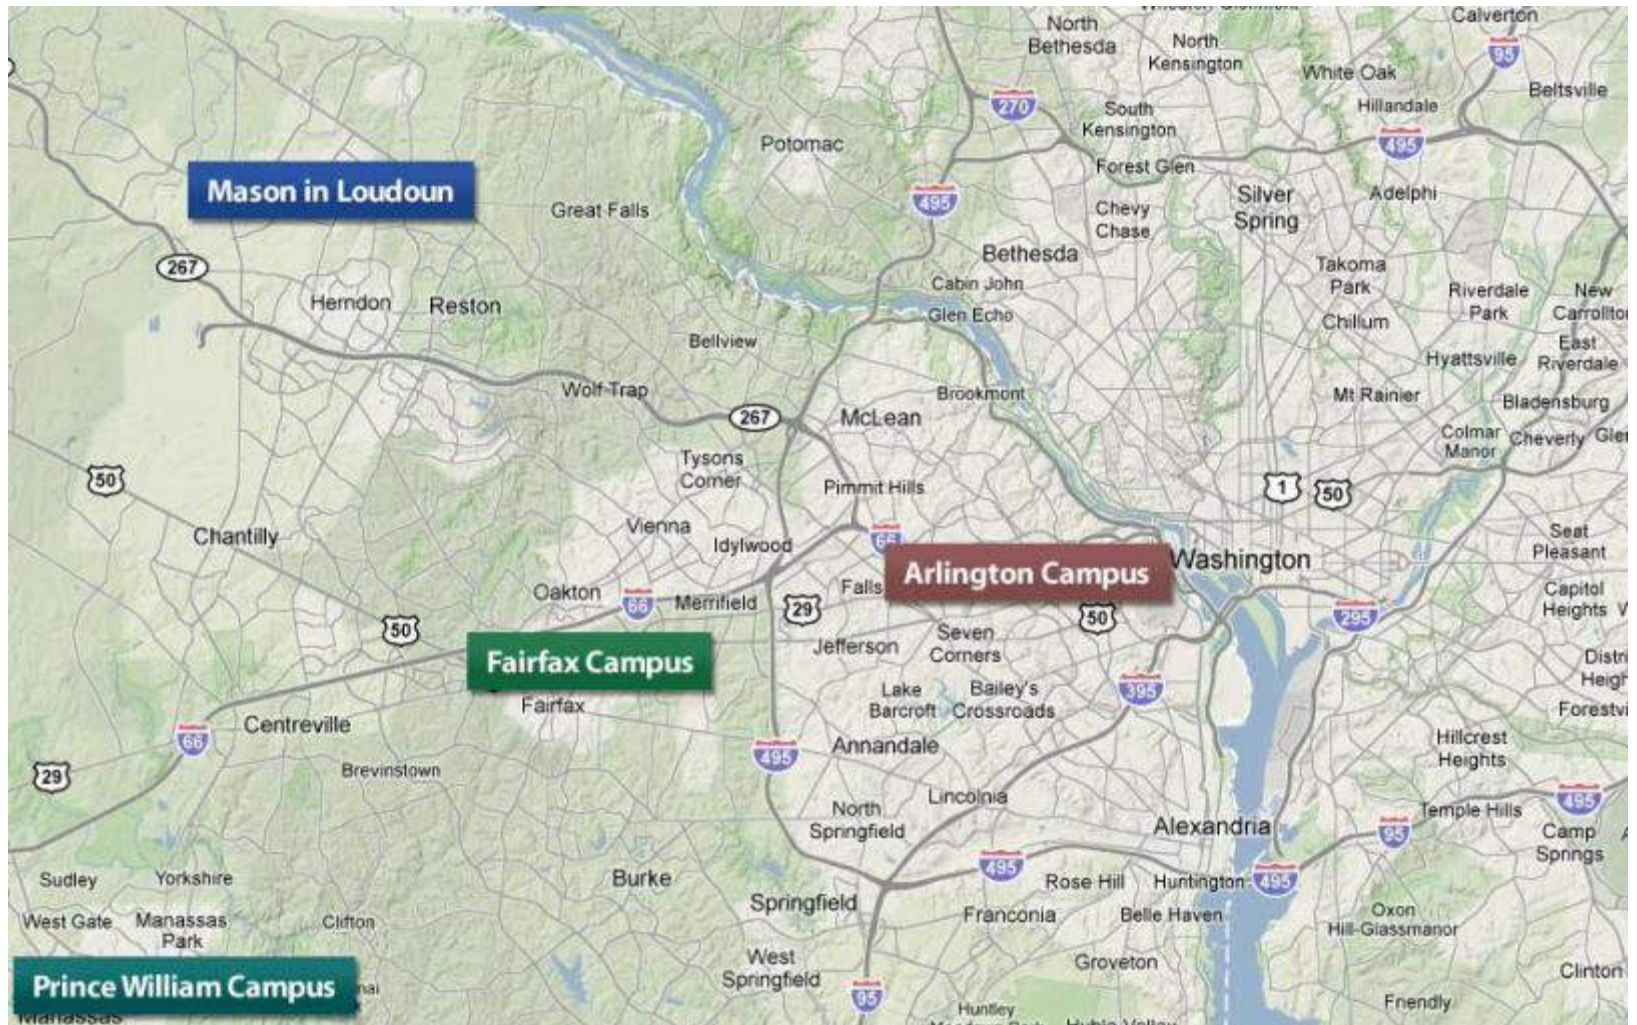 Calverton
North
Bethesda
North
Kensington
95
White Oak
Beltsville
270
South
Kensington
Hillandale
Potomac
495
Forest Glen
Mason in Loudoun
495
Silver
Spring
Adelphi
Great Falls
Chevy
Chase
Bethesda
267
Takoma
Park
Cabin John
Herndon
Reston
Riverdale
Park
New
Glen Echo
Chillum
Bellview
East
Riverdale
Hyattsville
Wolf Trap
Brookmont
Mt Rainier
Bladensburg
267
McLean
Colmar
Manor
Cheverly
Tysons
Corner
50
Pimmit Hills
1
50
Vienna
Chantilly
Idylwood
66
Seat
Pleasant
Washington
Arlington Campus
Oakton
66
Merrifield
Falls
29
50
295
Capitol
Heights
50
Jefferson
Seven
Corners
Fairfax Campus
395
Lake
Barcroft
Bailey's
Crossroads
Fairfax
Centreville
66
495
Annandale
Hillcrest
Heights
29
Brevinstown
Lincolnia
495
North
Springfield
Temple Hills
Alexandria
95
Camp
Springs
Sudley
Yorkshire
Burke
495
Rose Hill
Huntington
495
Springfield
West Gate
Manassas
Park
Clifton
Franconia
Belle Haven
Oxon
Hill-Glassmanor
West
Springfield
Groveton
Clinton
Prince William Campus
95
Friendly
Manassas
Huntley